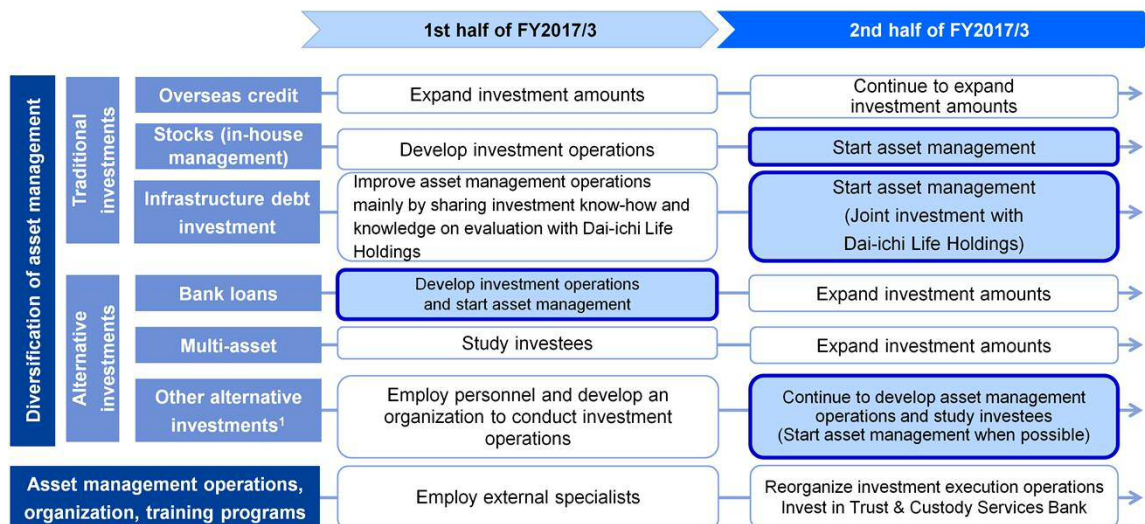 1st half of FY2017/3
2nd half of FY2017/3
Diversification of asset management
Traditional
investments
Overseas credit
Expand investment amounts
Continue to expand
investment amounts
Stocks (in-house
management)
Develop investment operations
Start asset management
Infrastructure debt
investment
Improve asset management operations
mainly by sharing investment know-how and
knowledge on evaluation with Dai-ichi Life
Holdings
Start asset management
(Joint investment with
Dai-ichi Life Holdings)
Alternative
investments
Bank loans
Develop investment operations
and start asset management
Expand investment amounts
Multi-asset
Study investees
Expand investment amounts
Other alternative
investments¹
Employ personnel and develop an
organization to conduct investment
operations
Continue to develop asset management
operations and study investees
(Start asset management when possible)
Asset management operations,
organization, training programs
Employ external specialists
Reorganize investment execution operations
Invest in Trust & Custody Services Bank